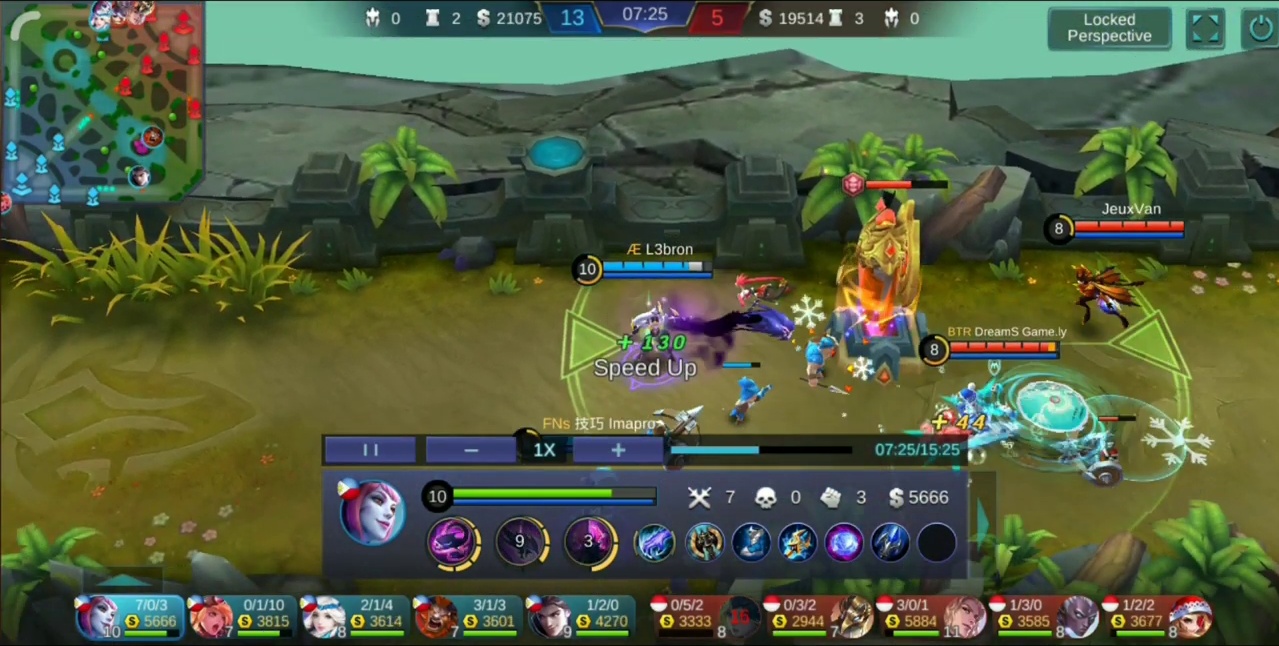 0 2 $ 21075 13 07:25 5 $ 19514 3 0
Locked
Perspective
JeuxVan
8
Æ L3bron
10
BTR DreamS Game.ly
8
+ 130
Speed Up
+ 44
FNs 技巧 Imapro
1X
07:25/15:25
10
7 0 3 $ 5666
9 3
7/0/3 0/1/10 2/1/4 3/1/3 1/2/0 0/5/2 0/3/2 3/0/1 1/3/0 1/2/2
5666 3815 3614 3601 4270 3333 15 2944 5884 3585 3677
10 7 8 7 9 8 7 11 8 8